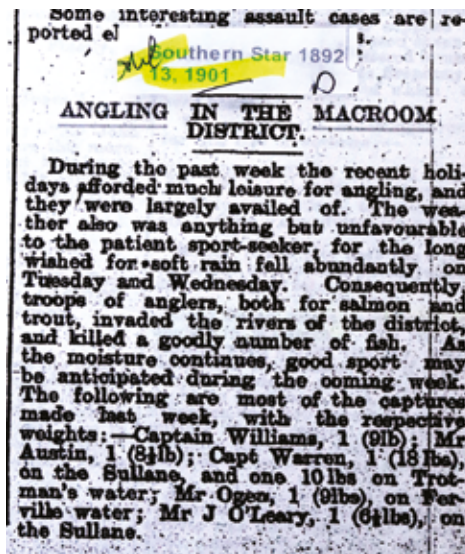 Some interesting assault cases are re-
ported el
s.
Southern Star 1892
13, 1901
ANGLING IN THE MACROOM
DISTRICT.
During the past week the recent holi-
days afforded much leisure for angling, and
they were largely availed of. The wea-
ther also was anything but unfavourable
to the patient sport-seeker, for the long
wished for soft rain fell abundantly on
Tuesday and Wednesday. Consequently,
troops of anglers, both for salmon and
trout, invaded the rivers of the district,
and killed a goodly number of fish. As
the moisture continues, good sport may
be anticipated during the coming week.
The following are most of the captures
made last week, with the respective
weights:—Captain Williams, 1 (9lb); Mr
Austin, 1 (8½lb); Capt Warren, 1 (18 lbs),
on the Sullane, and one 10lbs on Trot-
man's water; Mr Ogen, 1 (9lbs), on Fer-
ville water; Mr J O'Leary, 1 (6½lbs), on
the Sullane.